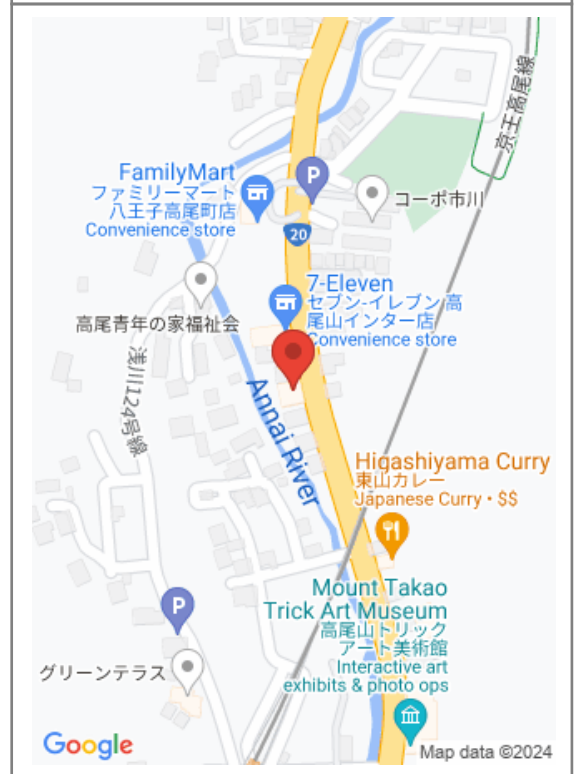 京王高尾線
FamilyMart
ファミリーマート
八王子高尾町店
Convenience store
P
コーポ市川
20
7-Eleven
セブン-イレブン 高
尾山インター店
Convenience store
高尾青年の家福祉会
浅川124号線
Annai River
Higashiyama Curry
東山カレー
Japanese Curry • $$
Mount Takao
Trick Art Museum
高尾山トリック
アート美術館
Interactive art
exhibits & photo ops
P
グリーンテラス
Google
Map data ©2024